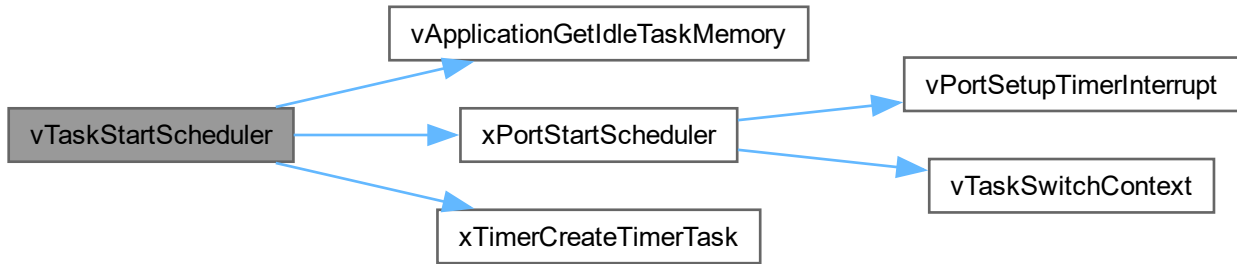 vApplicationGetIdleTaskMemory
vPortSetupTimerInterrupt
vTaskStartScheduler
xPortStartScheduler
vTaskSwitchContext
xTimerCreateTimerTask